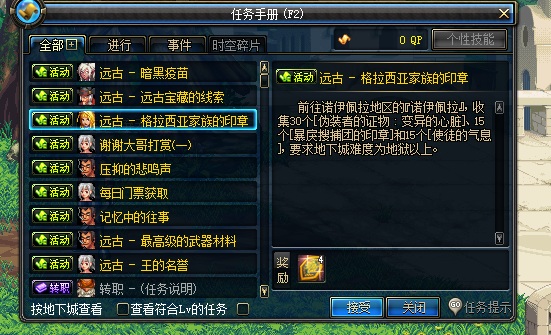 任务手册(F2)
全部 进行 事件 时空碎片
0 QP 个性技能
活动 远古 - 暗黑疫苗
活动 远古 - 远古宝藏的线索
活动 远古 - 格拉西亚家族的印章
活动 谢谢大哥打赏(一)
活动 压抑的悲鸣声
活动 每日门票获取
活动 记忆中的往事
活动 远古 - 最高级的武器材料
活动 远古 - 王的名誉
转职 转职 - (任务说明)
活动 远古 - 格拉西亚家族的印章
前往诺伊佩拉地区的『诺伊佩拉』, 收
集30个[伪装者的证物:变异的心脏]、15
个[暴戾搜捕团的印章]和15个[使徒的气息
], 要求地下城难度为地狱以上。
奖励
4
按地下城查看 查看符合Lv的任务
接受 关闭 GO 任务提示